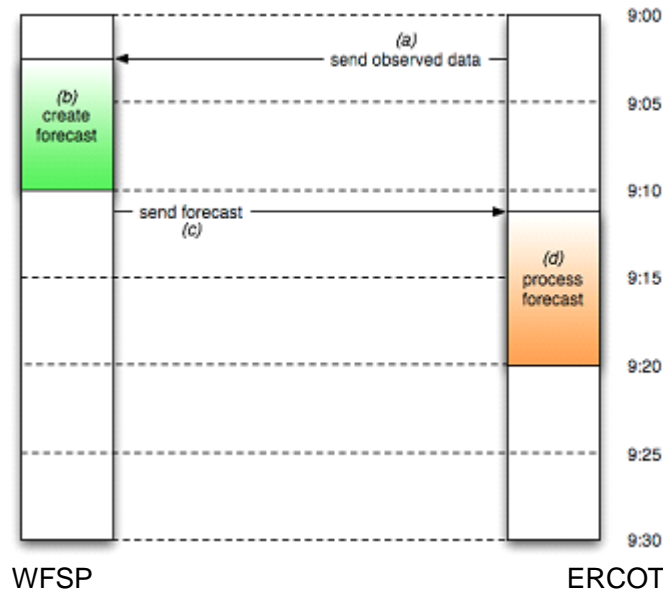 9:00
(a)
send observed data
(b)
create
forecast
9:05
9:10
send forecast
(c)
(d)
process
forecast
9:15
9:20
9:25
9:30
WFSP
ERCOT